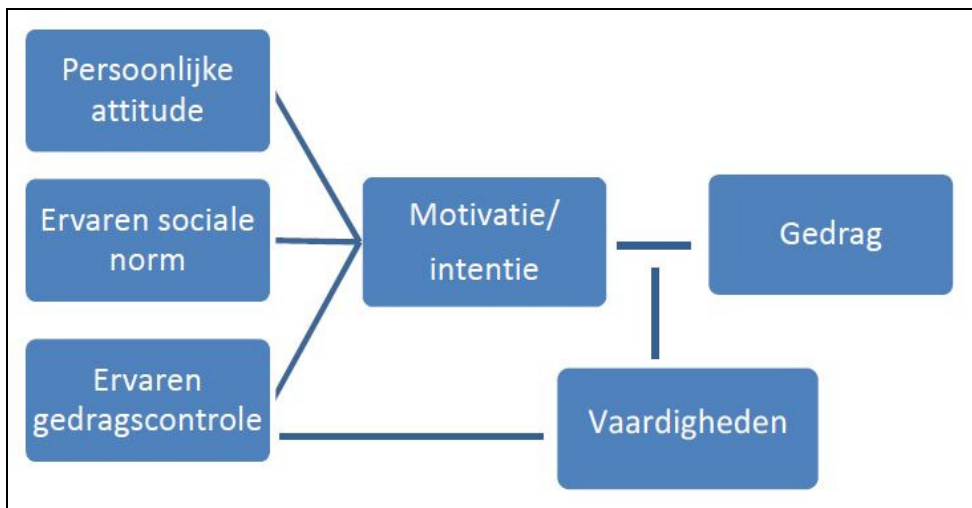 Persoonlijke
attitude
Ervaren sociale
norm
Ervaren
gedragscontrole
Motivatie/
intentie
Gedrag
Vaardigheden